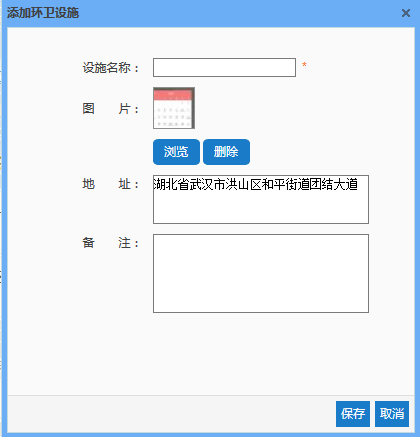 添加环卫设施
设施名称： *
图 片：
浏览 删除
地 址： 湖北省武汉市洪山区和平街道团结大道
备 注：
保存 取消